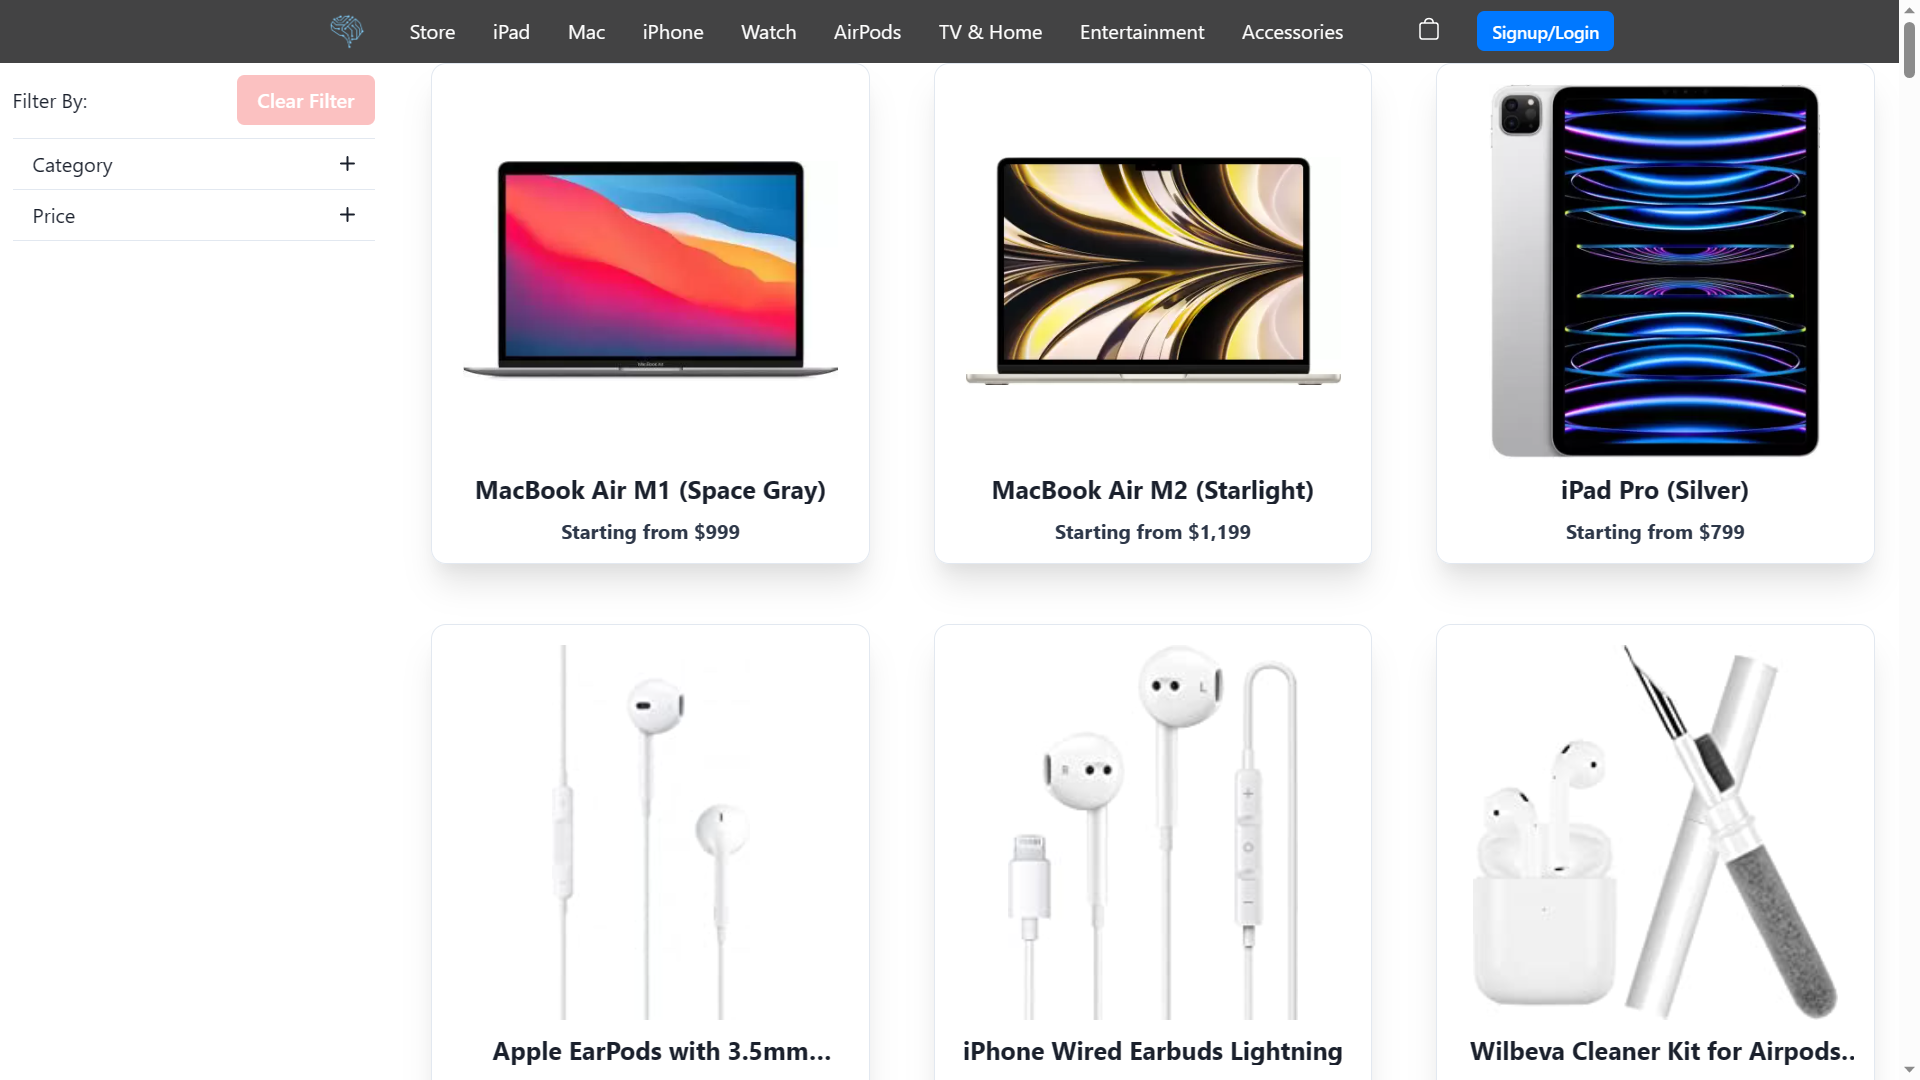 Store iPad Mac iPhone Watch AirPods TV & Home Entertainment Accessories Signup/Login
Filter By: Clear Filter
Category +
Price +
MacBook Air M1 (Space Gray)
Starting from $999
MacBook Air M2 (Starlight)
Starting from $1,199
iPad Pro (Silver)
Starting from $799
Apple EarPods with 3.5mm...
iPhone Wired Earbuds Lightning
Wilbeva Cleaner Kit for Airpods..